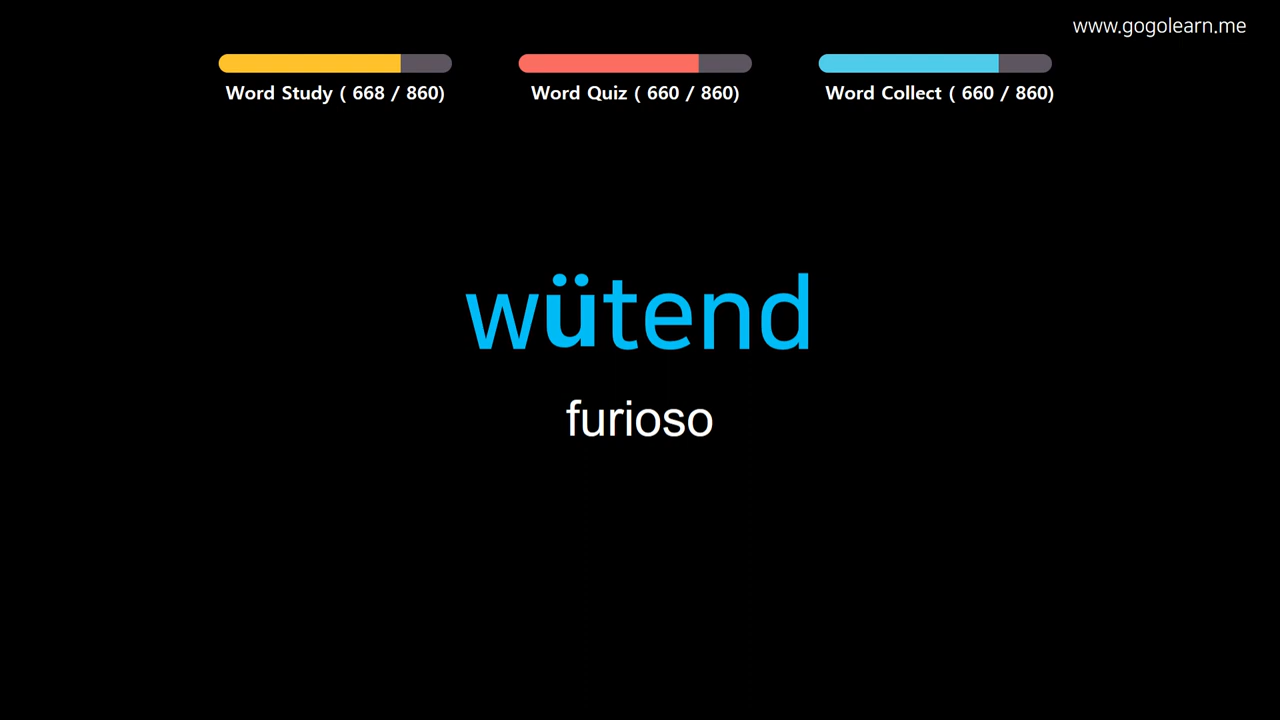 www.gogolearn.me
Word Study ( 668 / 860)
Word Quiz ( 660 / 860)
Word Collect ( 660 / 860)
wütend
furioso